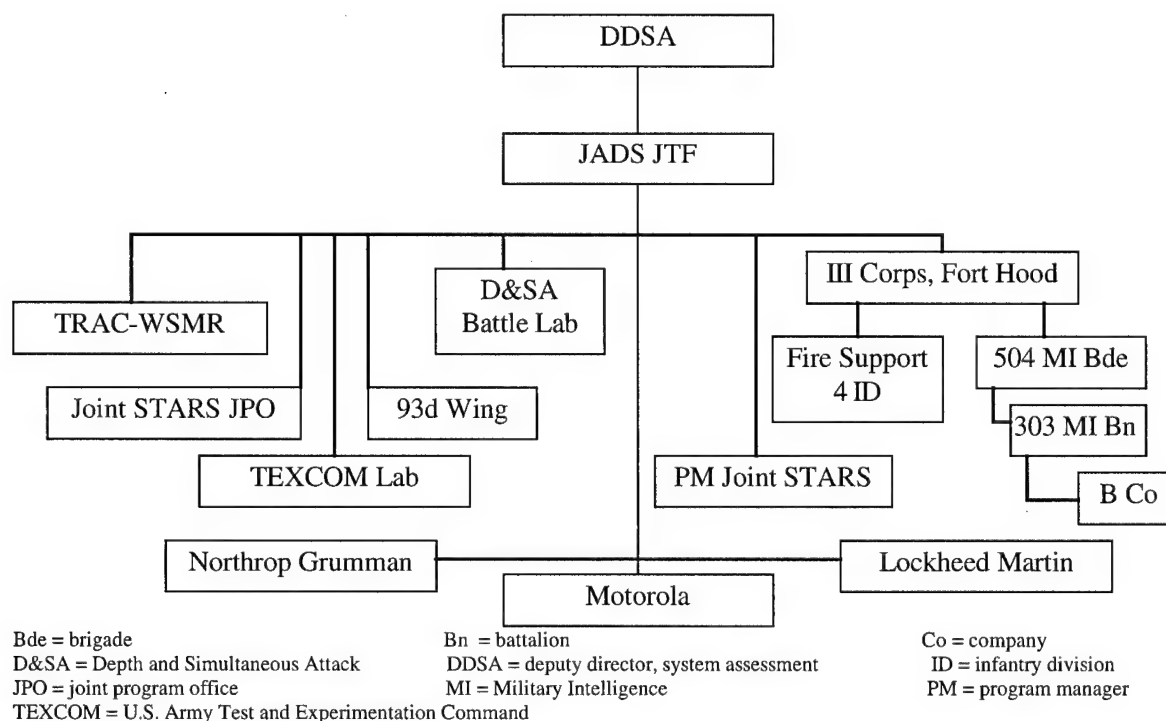 DDSA
JADS JTF
III Corps, Fort Hood
D&SA
Battle Lab
TRAC-WSMR
Fire Support
4 ID
504 MI Bde
Joint STARS JPO
93d Wing
303 MI Bn
TEXCOM Lab
PM Joint STARS
B Co
Northrop Grumman
Lockheed Martin
Motorola
Bde = brigade
Bn = battalion
Co = company
D&SA = Depth and Simultaneous Attack
DDSA = deputy director, system assessment
ID = infantry division
JPO = joint program office
MI = Military Intelligence
PM = program manager
TEXCOM = U.S. Army Test and Experimentation Command